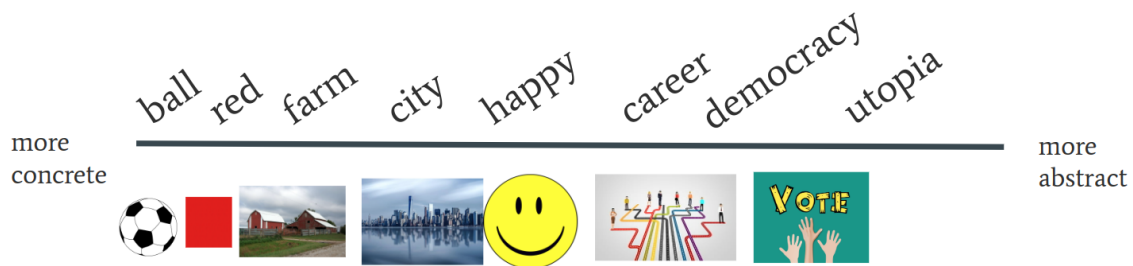 ball
red
farm
city
happy
career
democracy
utopia
more
concrete
more
abstract
VOTE